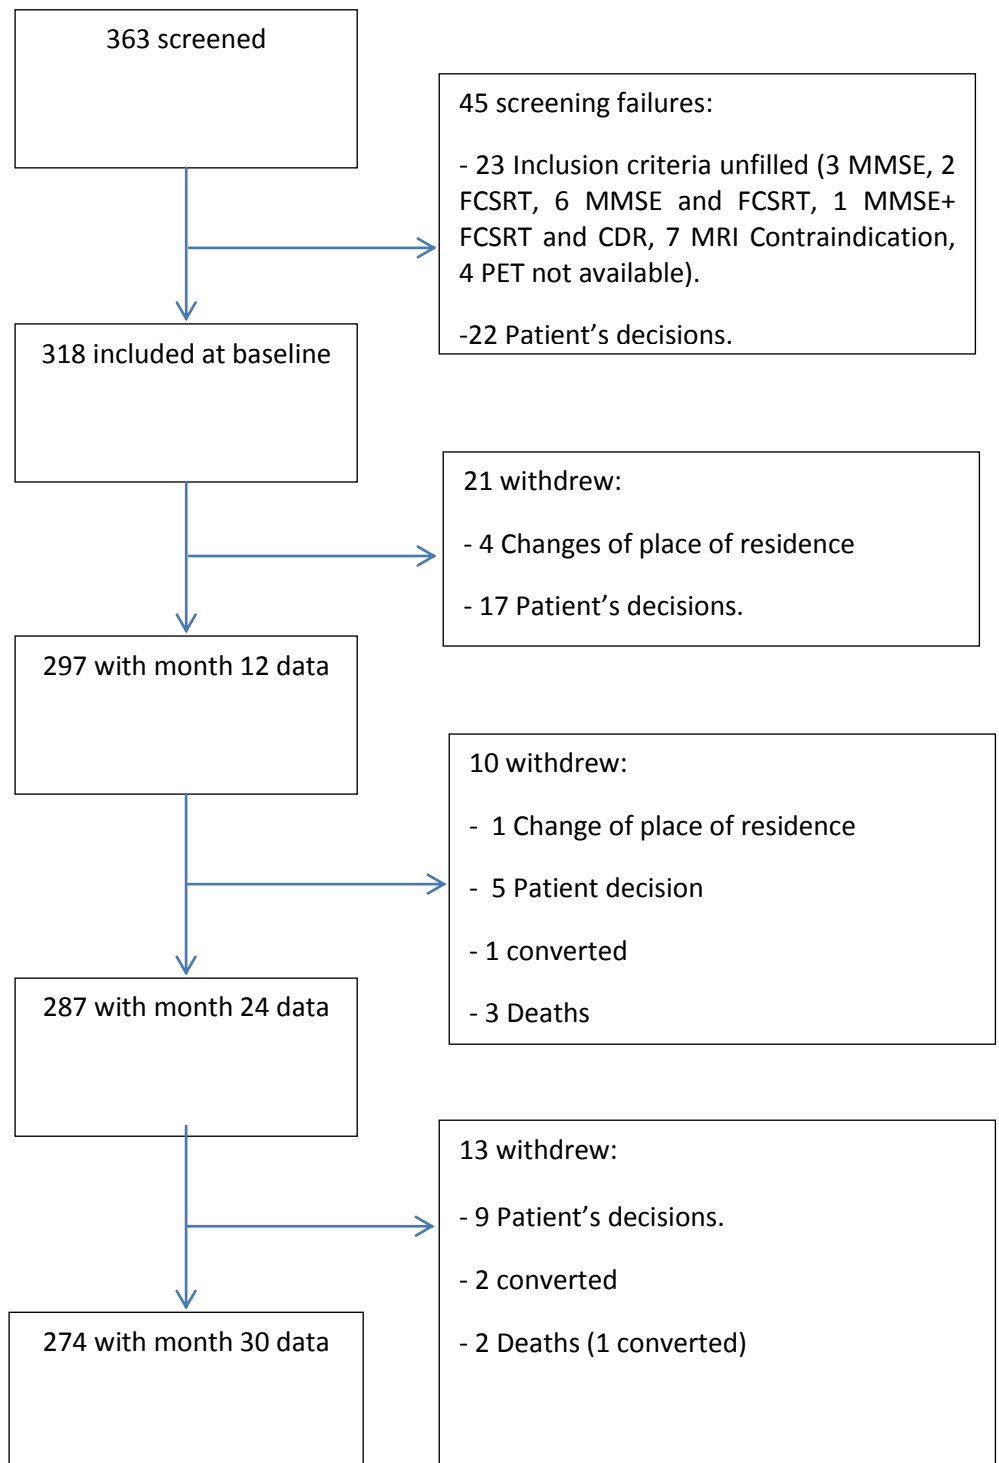 363 screened
45 screening failures:
- 23 Inclusion criteria unfilled (3 MMSE, 2
FCSRT, 6 MMSE and FCSRT, 1 MMSE+
FCSRT and CDR, 7 MRI Contraindication,
4 PET not available).
-22 Patient’s decisions.
318 included at baseline
21 withdrew:
- 4 Changes of place of residence
- 17 Patient’s decisions.
297 with month 12 data
10 withdrew:
- 1 Change of place of residence
- 5 Patient decision
- 1 converted
- 3 Deaths
287 with month 24 data
13 withdrew:
- 9 Patient’s decisions.
- 2 converted
- 2 Deaths (1 converted)
274 with month 30 data